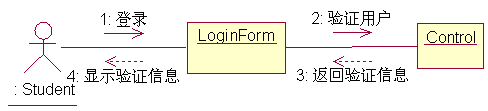 1: 登录
2: 验证用户
LoginForm
Control
4: 显示验证信息
3: 返回验证信息
: Student